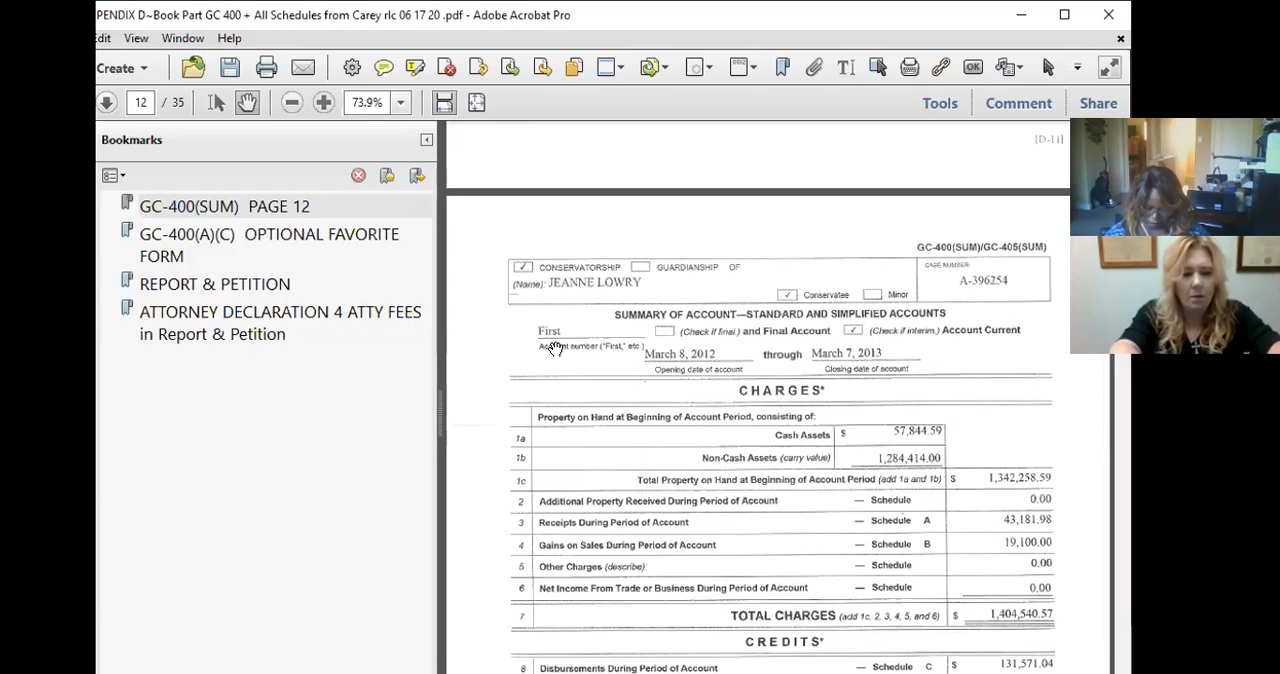 PENDIX D~Book Part GC 400 + All Schedules from Carey rlc 06 17 20 .pdf - Adobe Acrobat Pro
dit View Window Help
Create
OK
12 / 35 73.9% Tools Comment Share
Bookmarks
GC-400(SUM) PAGE 12
GC-400(A)(C) OPTIONAL FAVORITE
FORM
REPORT & PETITION
ATTORNEY DECLARATION 4 ATTY FEES
in Report & Petition
[D-11]
GC-400(SUM)/GC-405(SUM)
✓ CONSERVATORSHIP GUARDIANSHIP OF
(Name): JEANNE LOWRY
CASE NUMBER:
A-396254
✓ Conservatee Minor
SUMMARY OF ACCOUNT—STANDARD AND SIMPLIFIED ACCOUNTS
First (Check if final.) and Final Account ✓ (Check if interim.) Account Current
number ("First," etc.) March 8, 2012 through March 7, 2013
Opening date of account Closing date of account
CHARGES*
Property on Hand at Beginning of Account Period, consisting of:
1a Cash Assets $ 57,844.59
1b Non-Cash Assets (carry value) 1,284,414.00
1c Total Property on Hand at Beginning of Account Period (add 1a and 1b) $ 1,342,258.59
2 Additional Property Received During Period of Account — Schedule 0.00
3 Receipts During Period of Account — Schedule A 43,181.98
4 Gains on Sales During Period of Account — Schedule B 19,100.00
5 Other Charges (describe): — Schedule 0.00
6 Net Income From Trade or Business During Period of Account — Schedule 0.00
7 TOTAL CHARGES (add 1c, 2, 3, 4, 5, and 6) $ 1,404,540.57
CREDITS*
8 Disbursements During Period of Account — Schedule C $ 131,571.04